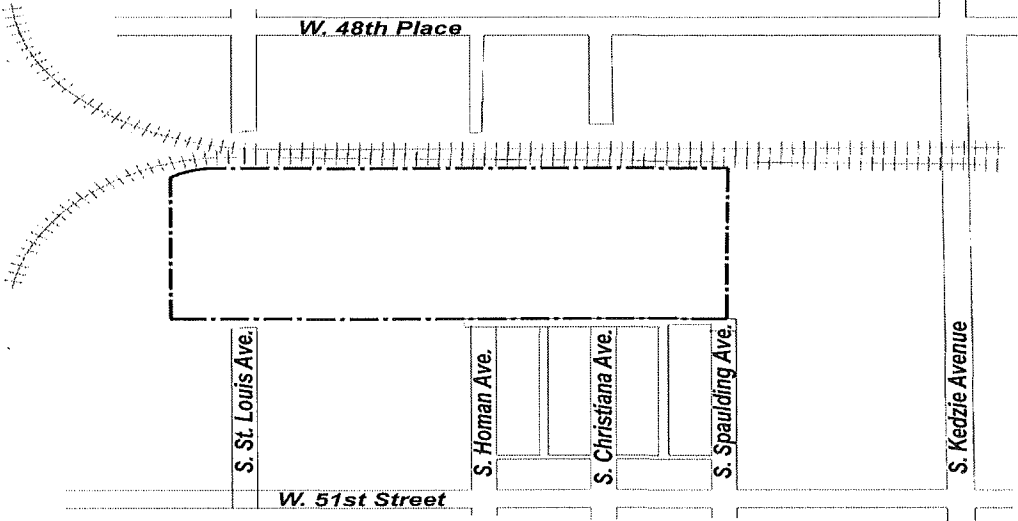 W. 48th Place
S. St. Louis Ave.
S. Homan Ave.
S. Christiana Ave.
S. Spaulding Ave.
S. Kedzie Avenue
W. 51st Street